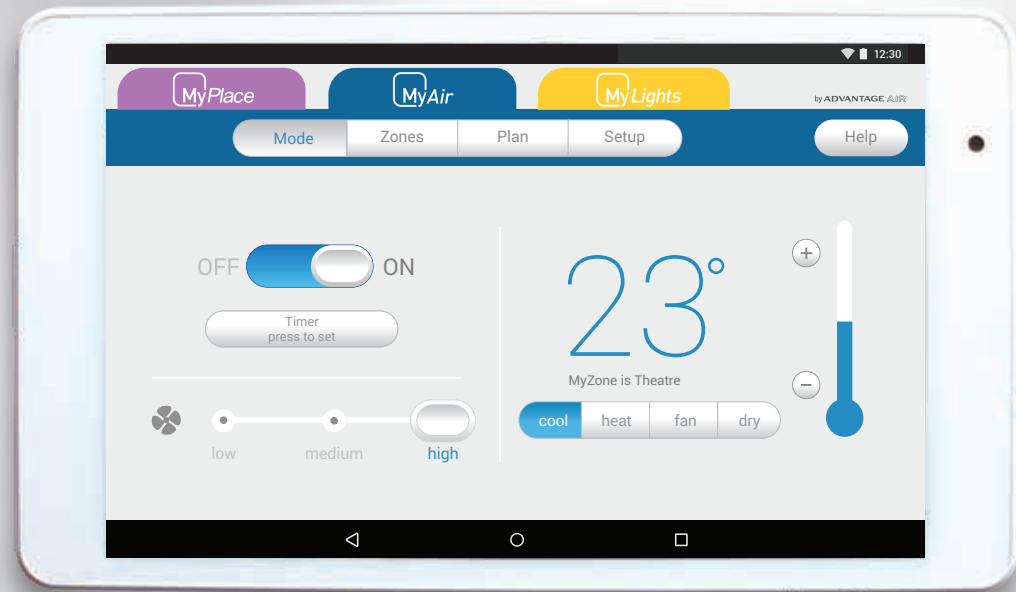 12:30
MyPlace
MyAir
MyLights
by ADVANTAGE AIR
Mode
Zones
Plan
Setup
Help
OFF
ON
Timer
press to set
23°
MyZone is Theatre
cool
heat
fan
dry
low
medium
high